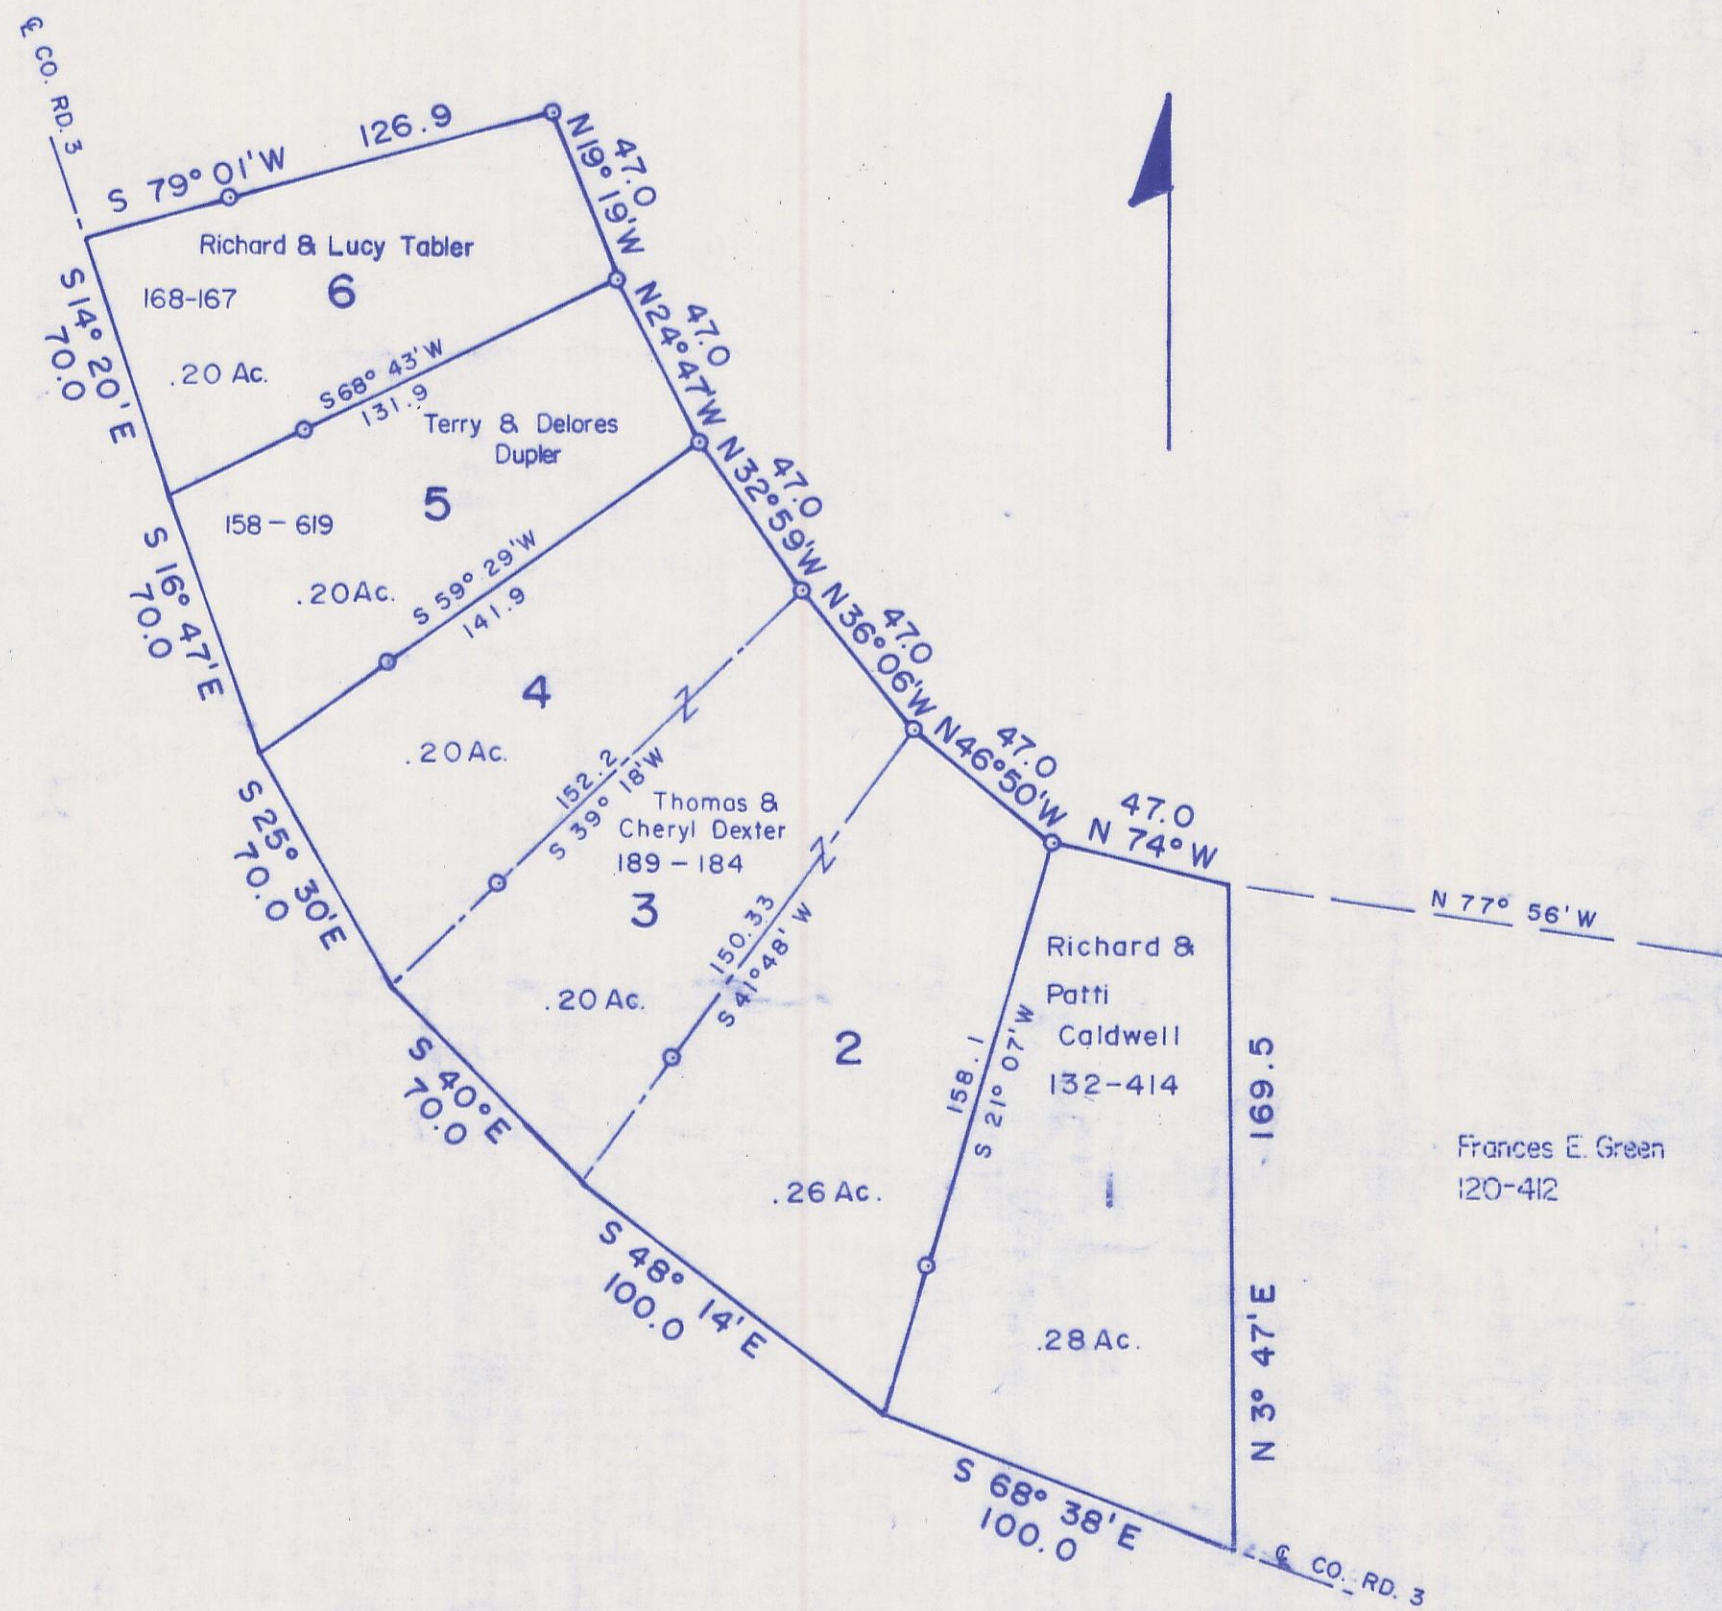 ℄ CO. RD. 3
S 79° 01' W
126.9
N 19° 19' W
47.0
Richard & Lucy Tabler
168-167
6
.20 Ac.
S 14° 20' E
70.0
S 68° 43' W
131.9
N 24° 47' W
47.0
Terry & Delores
Dupler
5
158-619
.20 Ac.
S 16° 47' E
70.0
S 59° 29' W
141.9
N 32° 59' W
47.0
4
.20 Ac.
S 25° 30' E
70.0
152.2
S 39° 18' W
N 36° 06' W
47.0
Thomas &
Cheryl Dexter
189-184
3
.20 Ac.
S 40° E
70.0
150.33
S 41° 48' W
N 46° 50' W
47.0
2
.26 Ac.
S 48° 14' E
100.0
158.1
S 21° 07' W
N 74° W
47.0
Richard &
Patti
Caldwell
132-414
1
.28 Ac.
S 68° 38' E
100.0
N 3° 47' E
169.5
N 77° 56' W
Frances E. Green
120-412
℄ CO. RD. 3